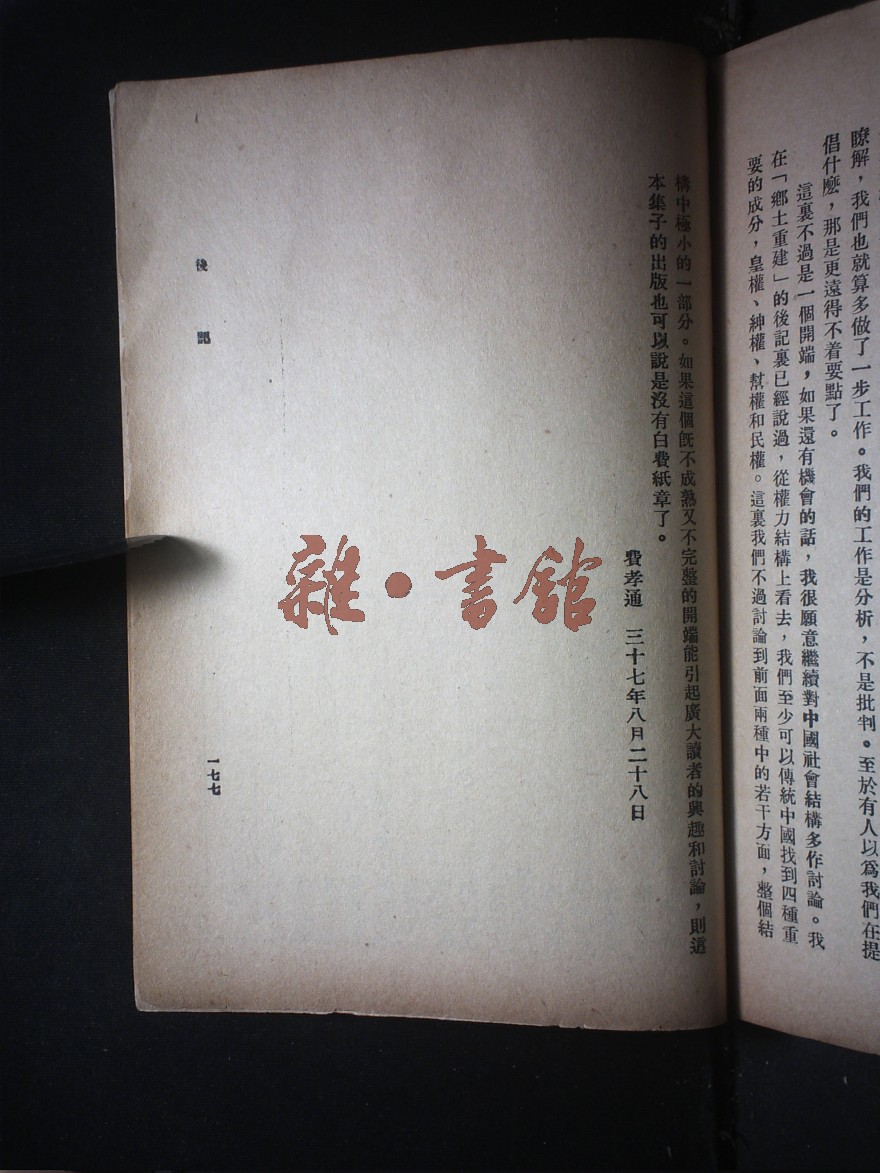 瞭解，我們也就算多做了一步工作。我們的工作是分析，不是批判。至於有人以爲我們在提
倡什麽，那是更遠得不着要點了。
這裏不過是一個開端，如果還有機會的話，我很願意繼續對中國社會結構多作討論。我
在「鄉土重建」的後記裏已經說過，從權力結構上看去，我們至少可以傳統中國找到四種重
要的成分，皇權、紳權、幫權和民權。這裏我們不過討論到前面兩種中的若干方面，整個結
構中極小的一部分。如果這個既不成熟又不完整的開端能引起廣大讀者的興趣和討論，則這
本集子的出版也可以說是沒有白費紙章了。
費孝通　三十七年八月二十八日
後記
一七七
雜·書館